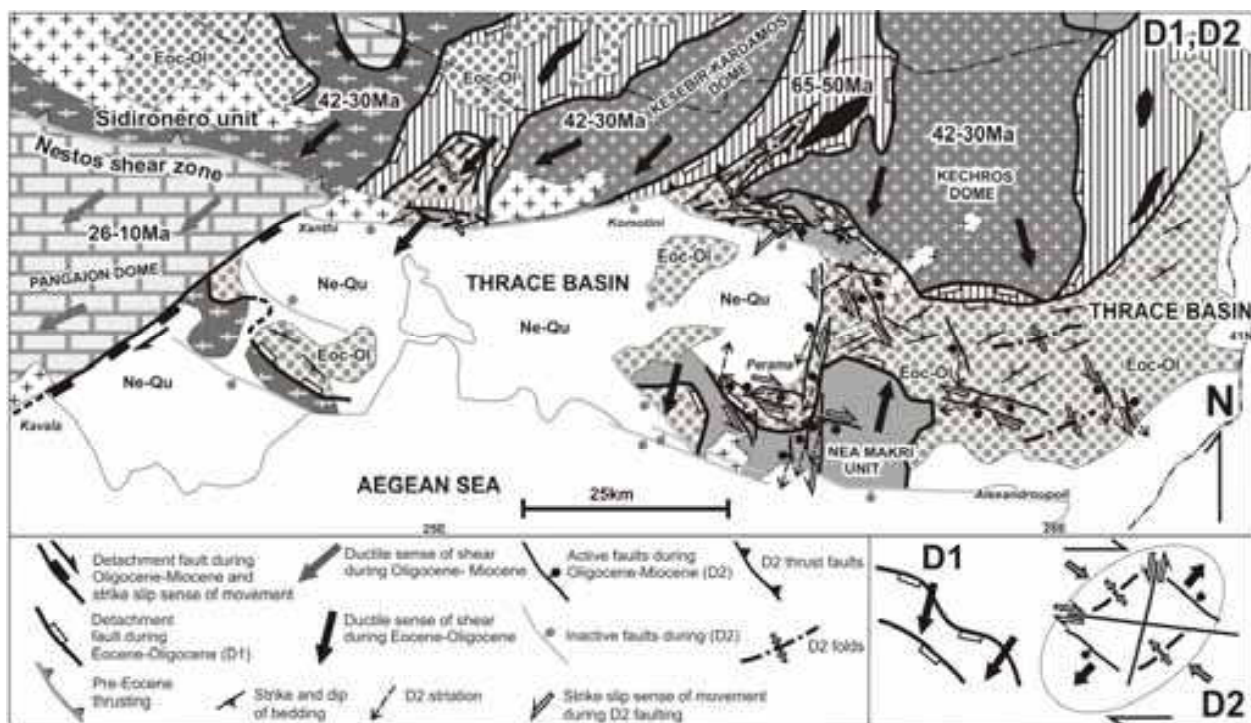 D1,D2
Eoc-Ol
Eoc-Ol
65-50Ma
42-30Ma
KESEBIR-KARDAMOS
DOME
Sidironero unit
42-30Ma
42-30Ma
Nestos shear zone
KECHROS
DOME
26-10Ma
Xanthi
Komotini
PANGAION DOME
Ne-Qu
THRACE BASIN
Eoc-Ol
Ne-Qu
THRACE BASIN
Ne-Qu
41N
Eoc-Ol
Perama
Eoc-Ol
Eoc-Ol
Ne-Qu
N
Kavala
NEA MAKRI
UNIT
AEGEAN SEA
25km
Alexandroupoli
25E
26E
Detachment fault during
Oligocene-Miocene and
strike slip sense of movement
Ductile sense of shear
during Oligocene- Miocene
Active faults during
Oligocene-Miocene (D2)
D2 thrust faults
Detachment
fault during
Eocene-Oligocene (D1)
Ductile sense of shear
during Eocene-Oligocene
Inactive faults during (D2)
D2 folds
Pre-Eocene
thrusting
Strike and dip
of bedding
D2 striation
Strike slip sense of movement
during D2 faulting
D1
D2